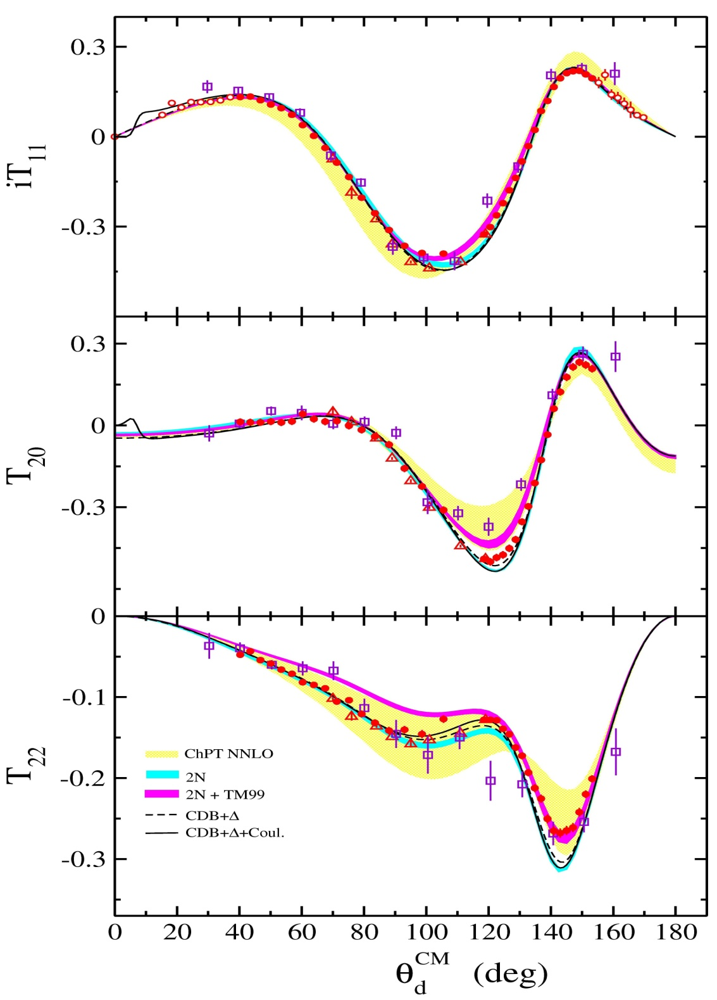 0.3
0
-0.3
iT11
0.3
0
-0.3
T20
0
-0.1
-0.2
-0.3
T22
ChPT NNLO
2N
2N + TM99
CDB+Δ
CDB+Δ+Coul.
0 20 40 60 80 100 120 140 160 180
θdCM (deg)